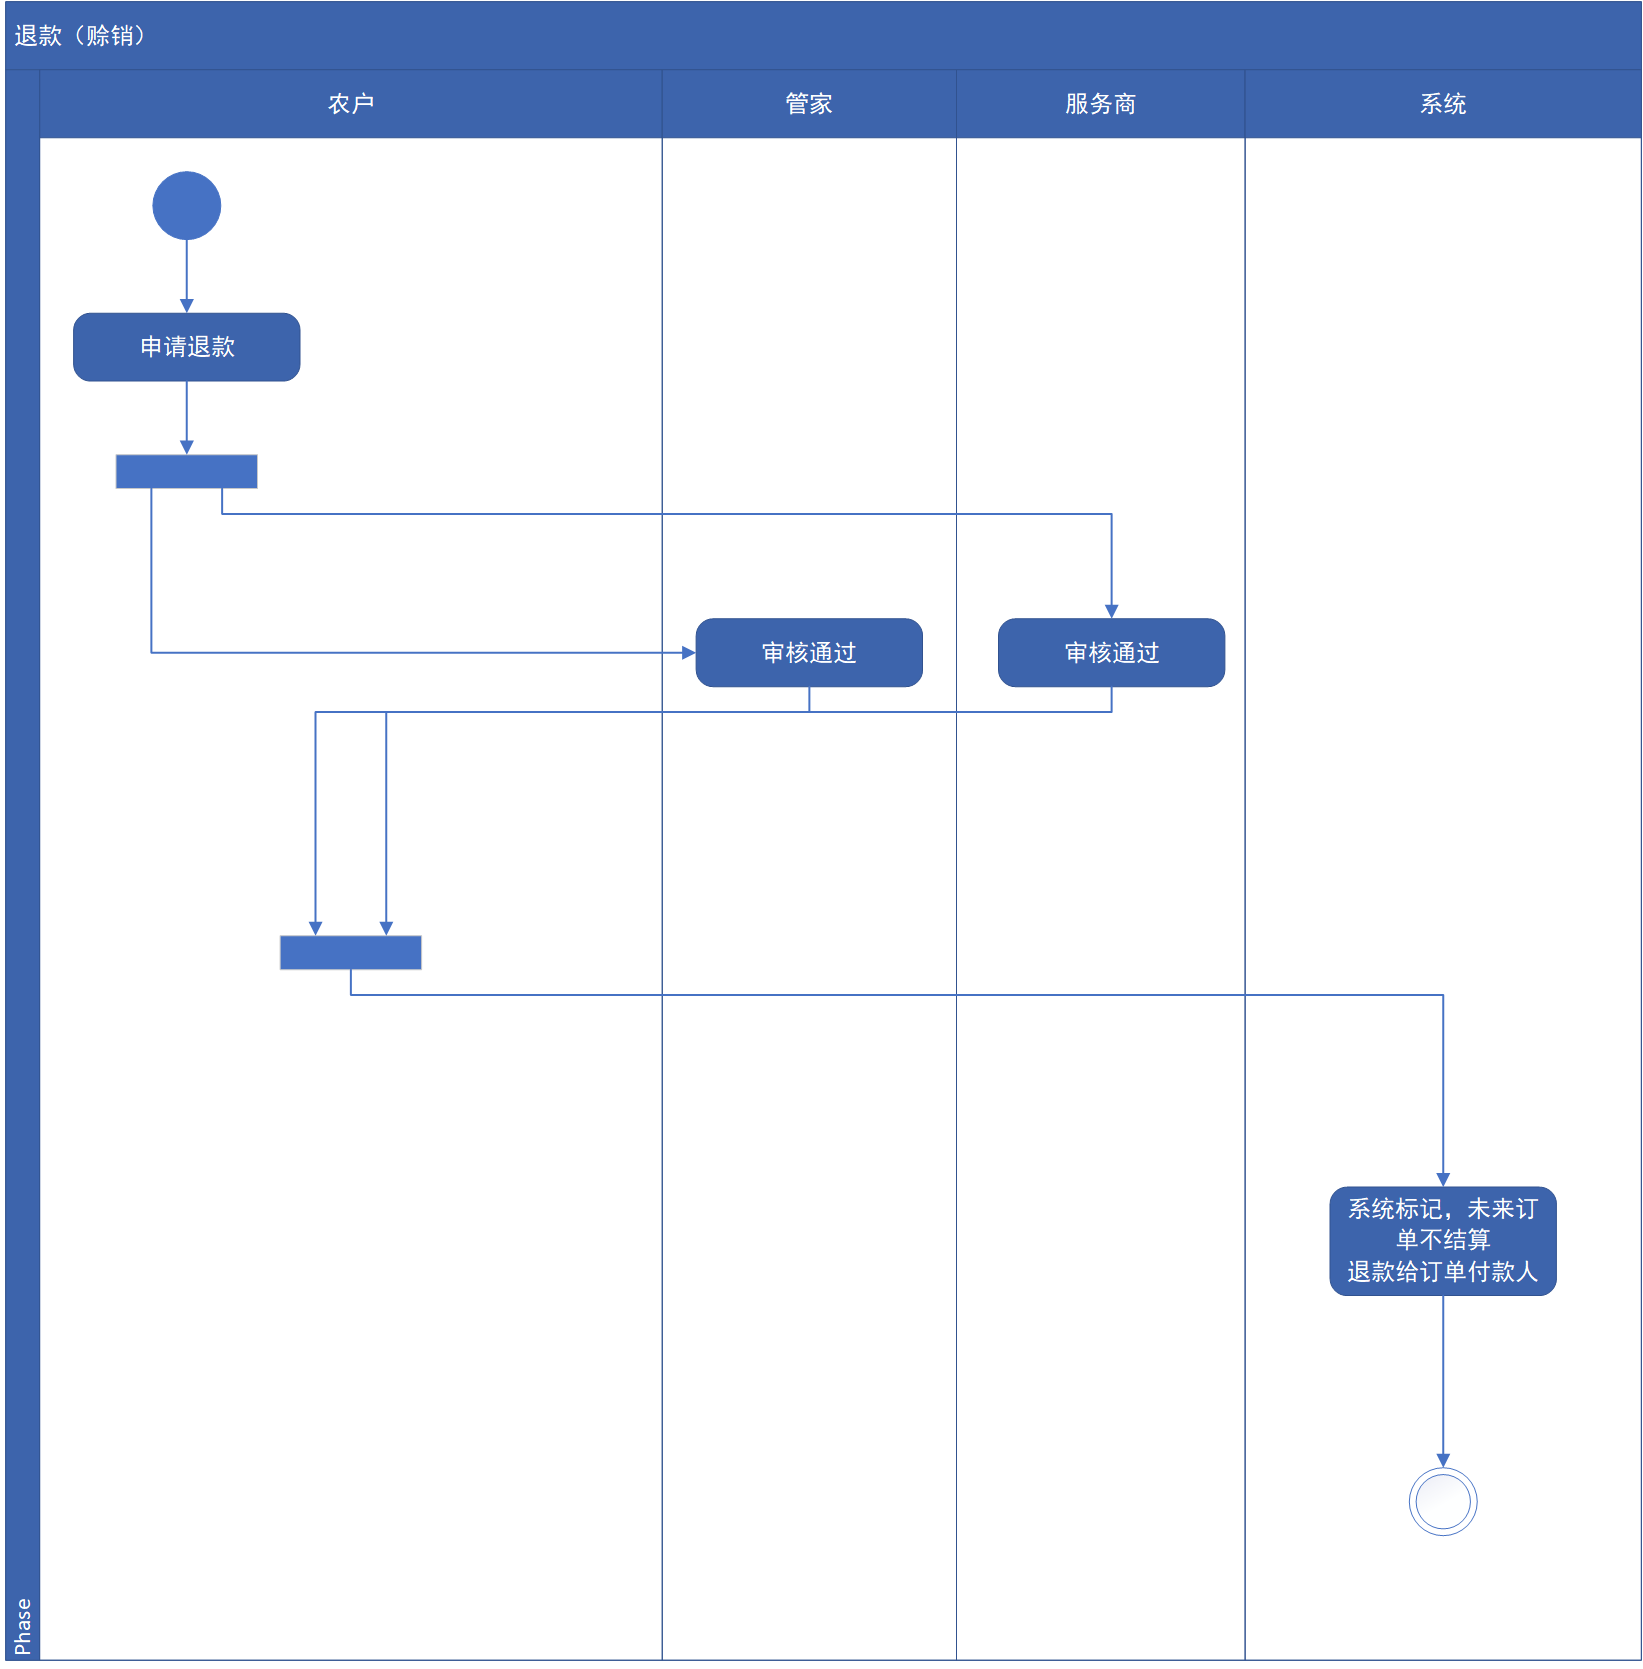 退款（赊销）
农户
管家
服务商
系统
申请退款
审核通过
审核通过
系统标记，未来订
单不结算
退款给订单付款人
Phase